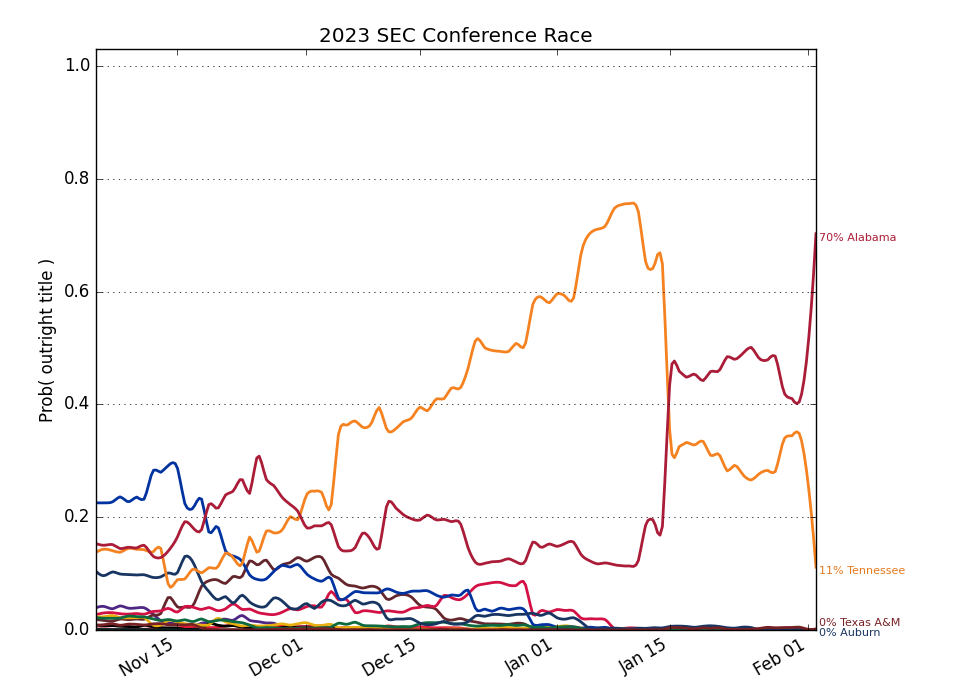 2023 SEC Conference Race
1.0
0.8
0.6
0.4
0.2
0.0
Prob( outright title )
70% Alabama
11% Tennessee
0% Texas A&M
0% Auburn
Nov 15
Dec 01
Dec 15
Jan 01
Jan 15
Feb 01